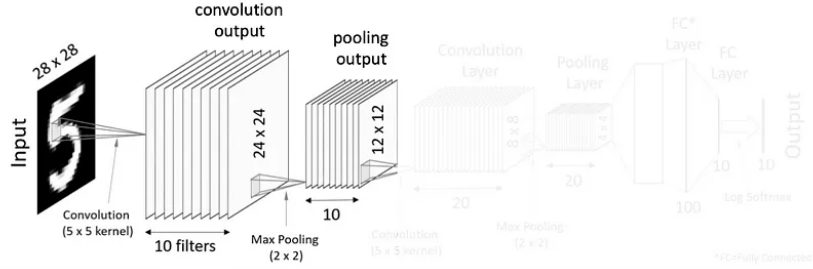 convolution
output
pooling
output
Convolution
Layer
Pooling
Layer
FC*
Layer
FC
Layer
28 x 28
Input
24 x 24
12 x 12
8 x 8
4 x 4
Output
Convolution
(5 x 5 kernel)
10 filters
Max Pooling
(2 x 2)
10
Convolution
(5 x 5 kernel)
20
Max Pooling
(2 x 2)
20
100
10
10
Log Softmax
*FC=Fully Connected